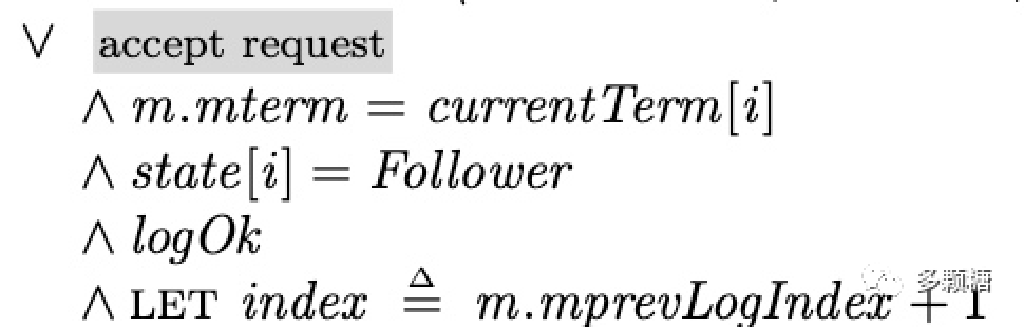 ∨ accept request
∧ m.mterm = currentTerm[i]
∧ state[i] = Follower
∧ logOk
∧ LET index ≜ m.mprevLogIndex + 1
多颗糖